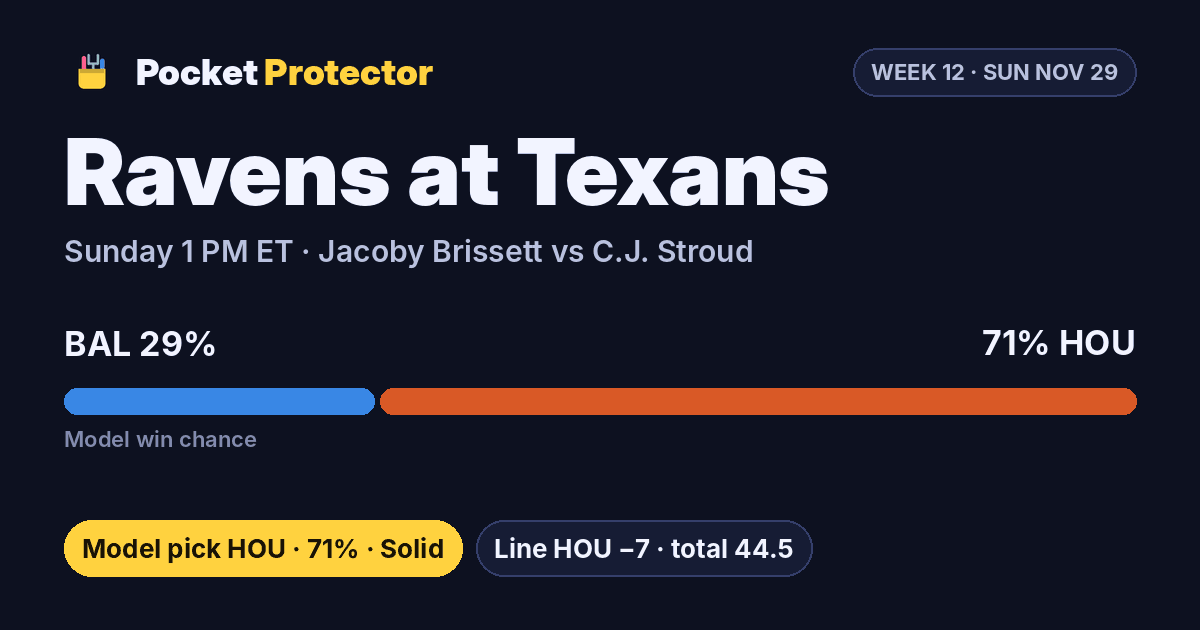 Pocket Protector
WEEK 12 · SUN NOV 29
Ravens at Texans
Sunday 1 PM ET · Jacoby Brissett vs C.J. Stroud
BAL 29%
71% HOU
Model win chance
Model pick HOU · 71% · Solid
Line HOU −7 · total 44.5